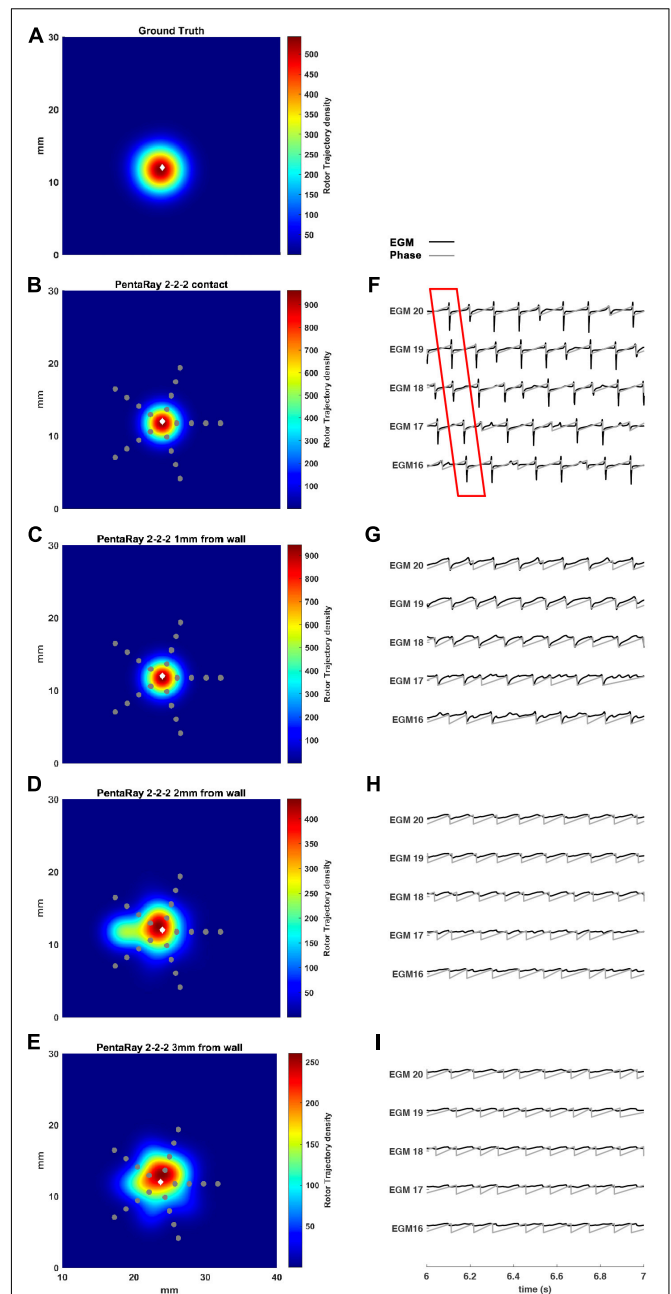 A
Ground Truth
30
20
10
0
mm
500
450
400
350
300
250
200
150
100
50
Rotor Trajectory density
EGM
Phase
B
PentaRay 2-2-2 contact
30
20
10
0
mm
900
800
700
600
500
400
300
200
100
Rotor Trajectory density
F
EGM 20
EGM 19
EGM 18
EGM 17
EGM16
C
PentaRay 2-2-2 1mm from wall
30
20
10
0
mm
900
800
700
600
500
400
300
200
100
Rotor Trajectory density
G
EGM 20
EGM 19
EGM 18
EGM 17
EGM16
D
PentaRay 2-2-2 2mm from wall
30
20
10
0
mm
400
350
300
250
200
150
100
50
Rotor Trajectory density
H
EGM 20
EGM 19
EGM 18
EGM 17
EGM16
E
PentaRay 2-2-2 3mm from wall
30
20
10
0
mm
10
20
30
40
mm
250
200
150
100
50
Rotor Trajectory density
I
EGM 20
EGM 19
EGM 18
EGM 17
EGM16
6
6.2
6.4
6.6
6.8
7
time (s)